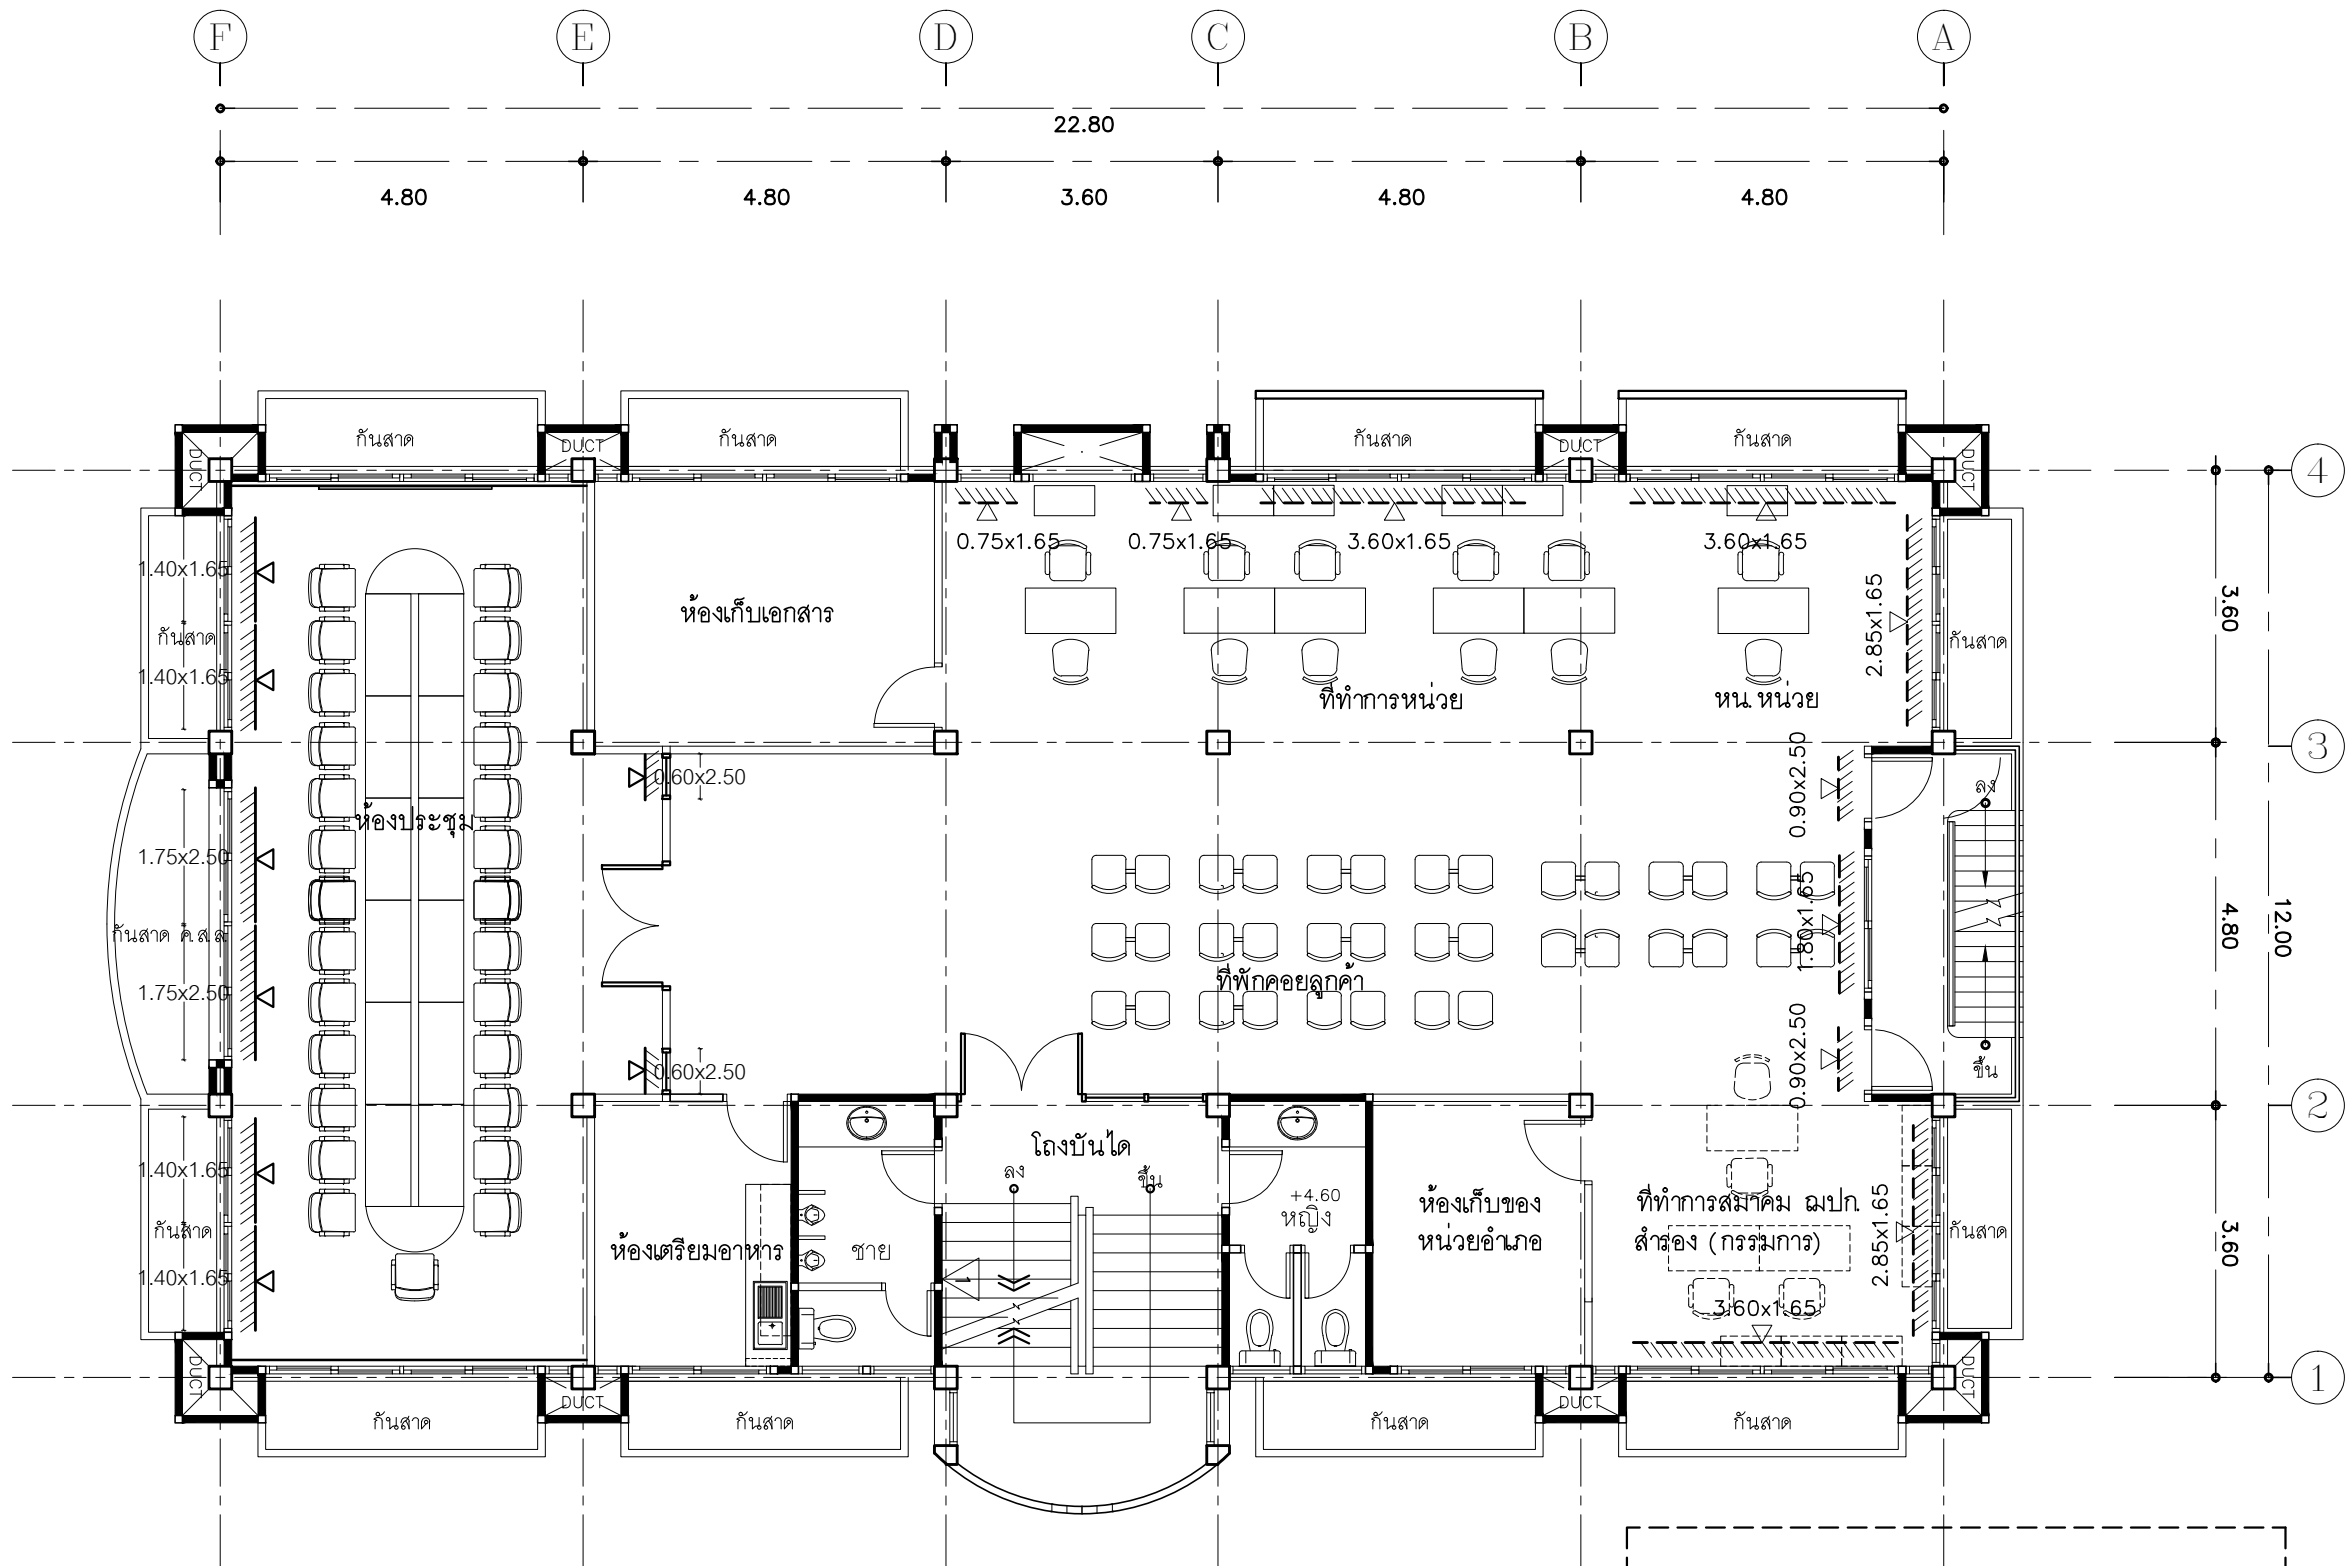 F E D C B A
22.80
4.80 4.80 3.60 4.80 4.80
กันสาด DUCT กันสาด กันสาด DUCT กันสาด
DUCT DUCT 4
0.75x1.65 0.75x1.65 3.60x1.65 3.60x1.65
1.40x1.65
2.85x1.65
3.60
ห้องเก็บเอกสาร
กันสาด กันสาด
1.40x1.65
ที่ทำการหน่วย หน.หน่วย
3
0.60x2.50
0.90x2.50
ลง
ห้องประชุม
1.75x2.50
1.80x1.65
4.80 12.00
กันสาด ค.ส.ล.
ที่พักคอยลูกค้า
1.75x2.50
0.60x2.50
0.90x2.50
ขึ้น
2
โถงบันได
1.40x1.65
ลง ขึ้น
+4.60
หญิง
ห้องเก็บของ
หน่วยอำเภอ
ที่ทำการสมาคม ฌปก.
สำรอง (กรรมการ)
2.85x1.65
3.60
กันสาด กันสาด
ห้องเตรียมอาหาร ชาย
1.40x1.65
1
3.60x1.65
DUCT DUCT 1
DUCT DUCT
กันสาด กันสาด กันสาด กันสาด